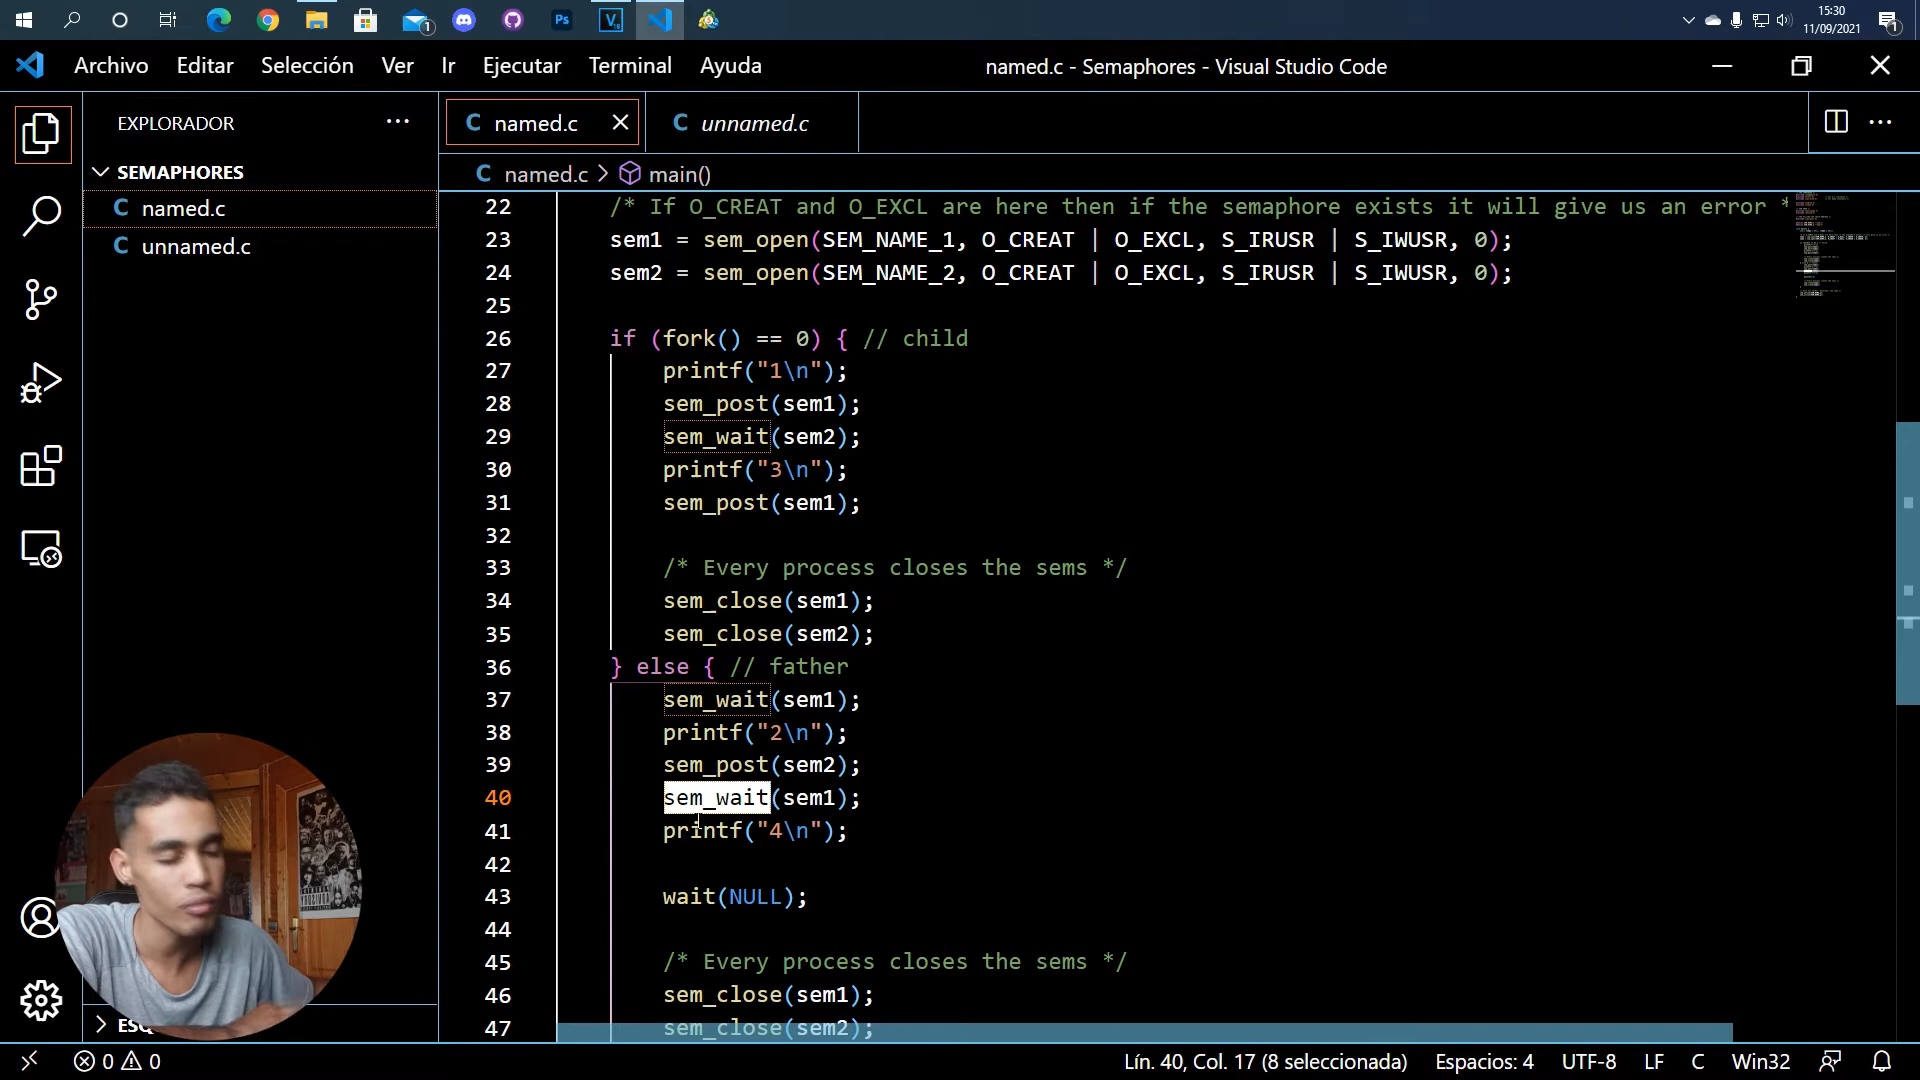 15:30
11/09/2021
1
1
Ps
Archivo Editar Selección Ver Ir Ejecutar Terminal Ayuda
named.c - Semaphores - Visual Studio Code
EXPLORADOR
SEMAPHORES
C named.c
C unnamed.c
C named.c
C unnamed.c
C named.c > main()
22 /* If O_CREAT and O_EXCL are here then if the semaphore exists it will give us an error *
23 sem1 = sem_open(SEM_NAME_1, O_CREAT | O_EXCL, S_IRUSR | S_IWUSR, 0);
24 sem2 = sem_open(SEM_NAME_2, O_CREAT | O_EXCL, S_IRUSR | S_IWUSR, 0);
25
26 if (fork() == 0) { // child
27 printf("1\n");
28 sem_post(sem1);
29 sem_wait(sem2);
30 printf("3\n");
31 sem_post(sem1);
32
33 /* Every process closes the sems */
34 sem_close(sem1);
35 sem_close(sem2);
36 } else { // father
37 sem_wait(sem1);
38 printf("2\n");
39 sem_post(sem2);
40 sem_wait(sem1);
41 printf("4\n");
42
43 wait(NULL);
44
45 /* Every process closes the sems */
46 sem_close(sem1);
47 sem_close(sem2);
0 0
Lín. 40, Col. 17 (8 seleccionada) Espacios: 4 UTF-8 LF C Win32